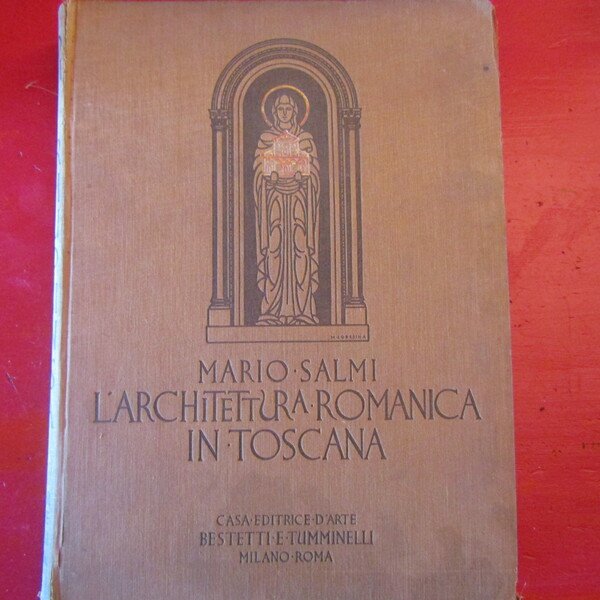 MARIO·SALMI
L'ARCHiTETTURA·ROMANICA
IN·TOSCANA
CASA·EDITRICE·D'ARTE
BESTETTI·E·TUMMINELLI
MILANO·ROMA